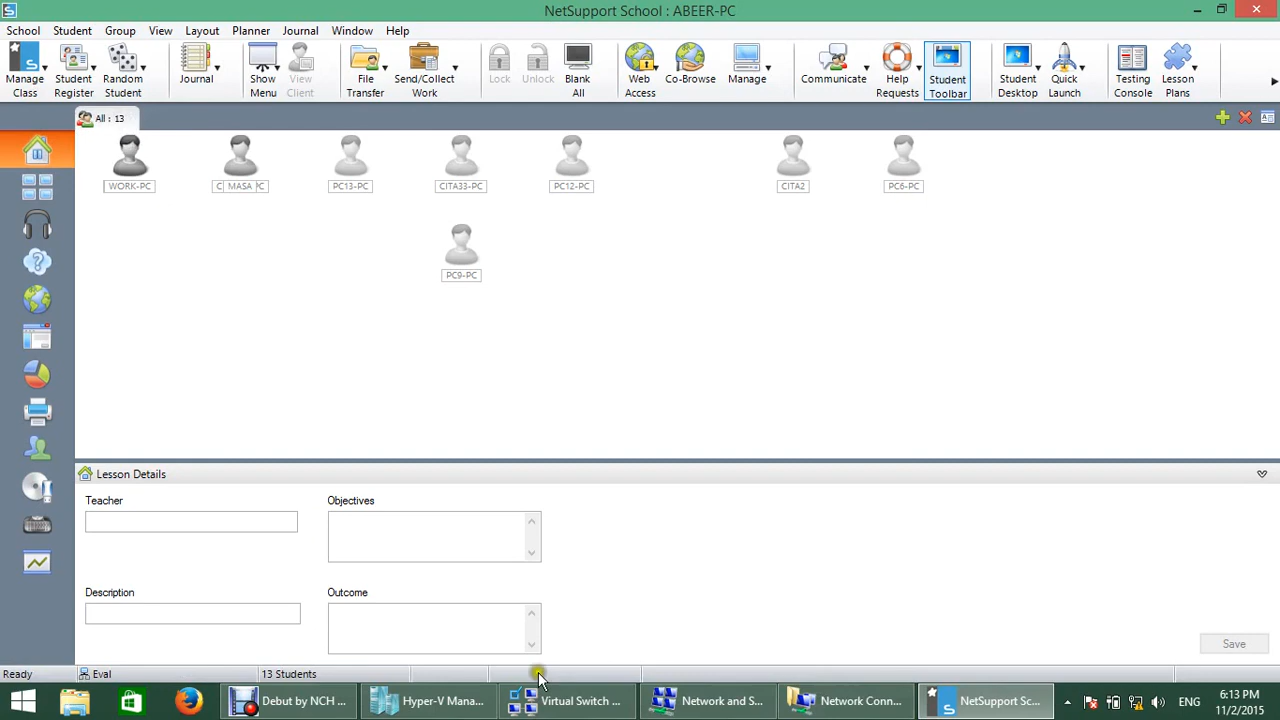 NetSupport School : ABEER-PC
School Student Group View Layout Planner Journal Window Help
Manage Class
Student Register
Random Student
Journal
Show Menu
View Client
File Transfer
Send/Collect Work
Lock
Unlock
Blank All
Web Access
Co-Browse
Manage
Communicate
Help Requests
Student Toolbar
Student Desktop
Quick Launch
Testing Console
Lesson Plans
All : 13
WORK-PC
MASA
PC13-PC
CITA33-PC
PC12-PC
CITA2
PC6-PC
PC9-PC
Lesson Details
Teacher
Objectives
Description
Outcome
Save
Ready
Eval
13 Students
Debut by NCH ...
Hyper-V Mana...
Virtual Switch ...
Network and S...
Network Conn...
NetSupport Sc...
ENG
6:13 PM
11/2/2015